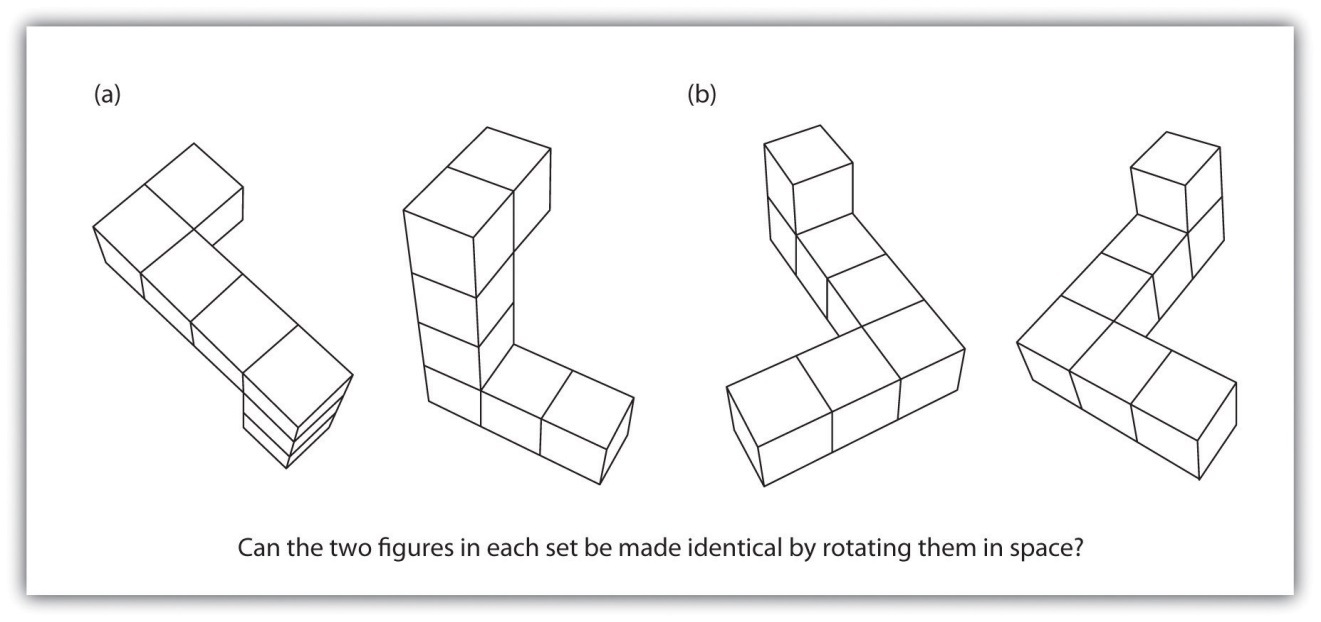 (a)
(b)
Can the two figures in each set be made identical by rotating them in space?